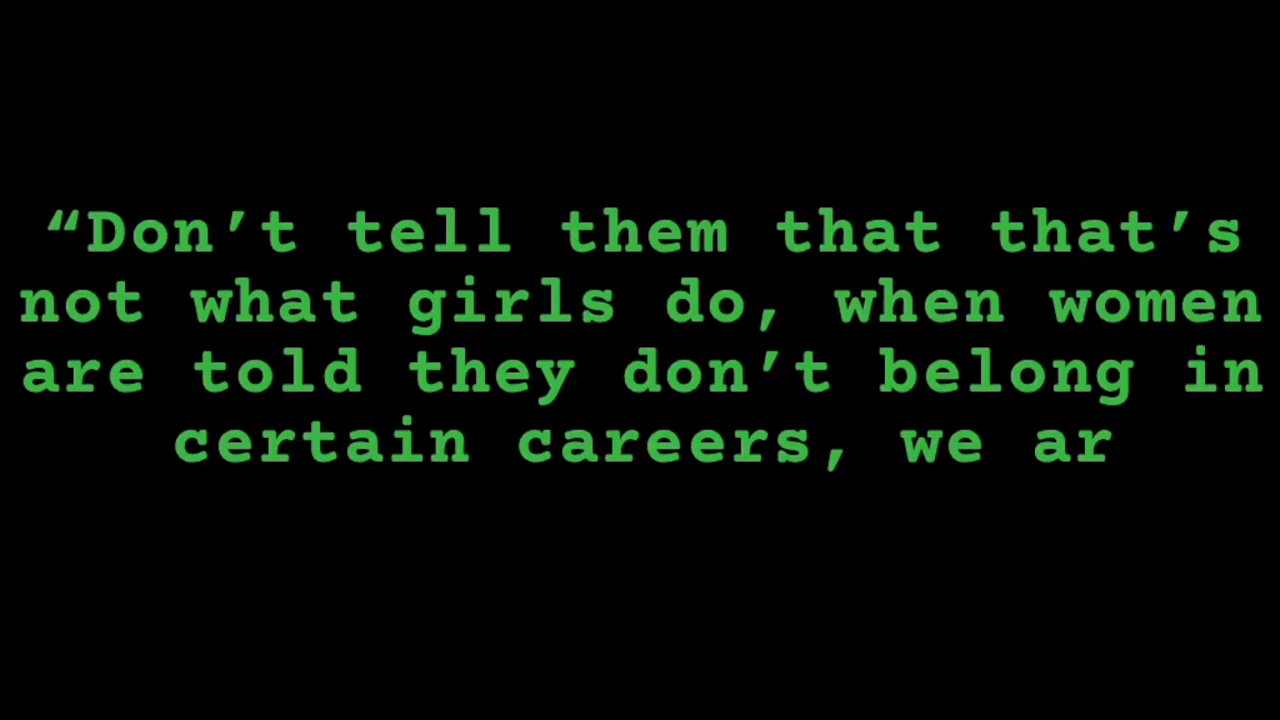 “Don’t tell them that that’s
not what girls do, when women
are told they don’t belong in
certain careers, we ar